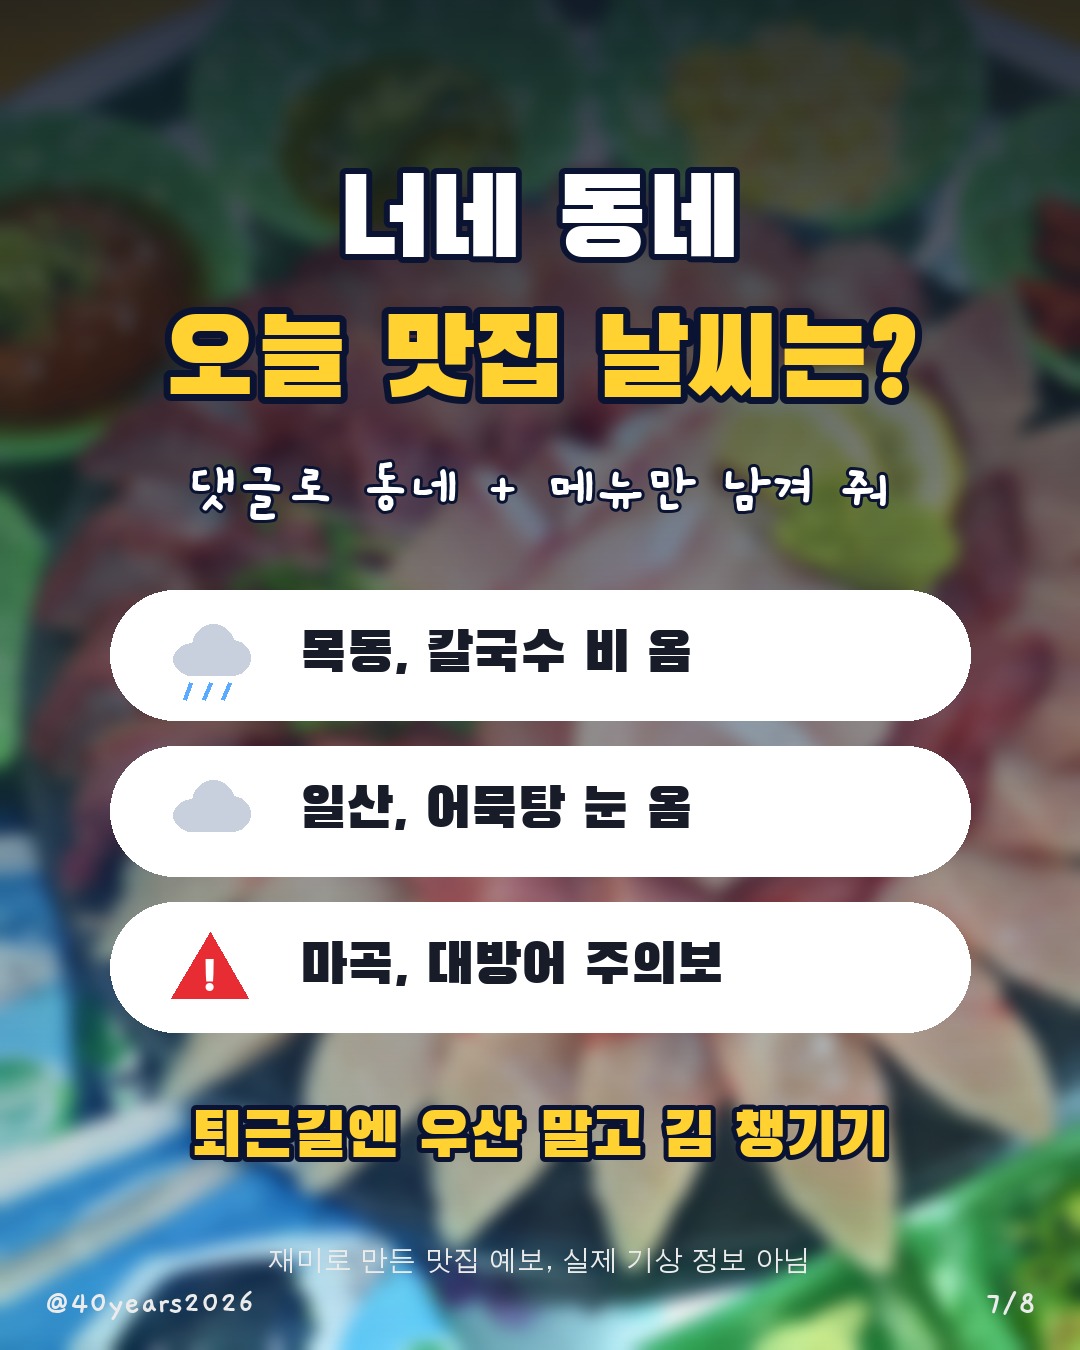 너네 동네
오늘 맛집 날씨는?
댓글로 동네 + 메뉴만 남겨 줘
목동, 칼국수 비 옴
일산, 어묵탕 눈 옴
마곡, 대방어 주의보
퇴근길엔 우산 말고 김 챙기기
재미로 만든 맛집 예보, 실제 기상 정보 아님
@40years2026
7/8